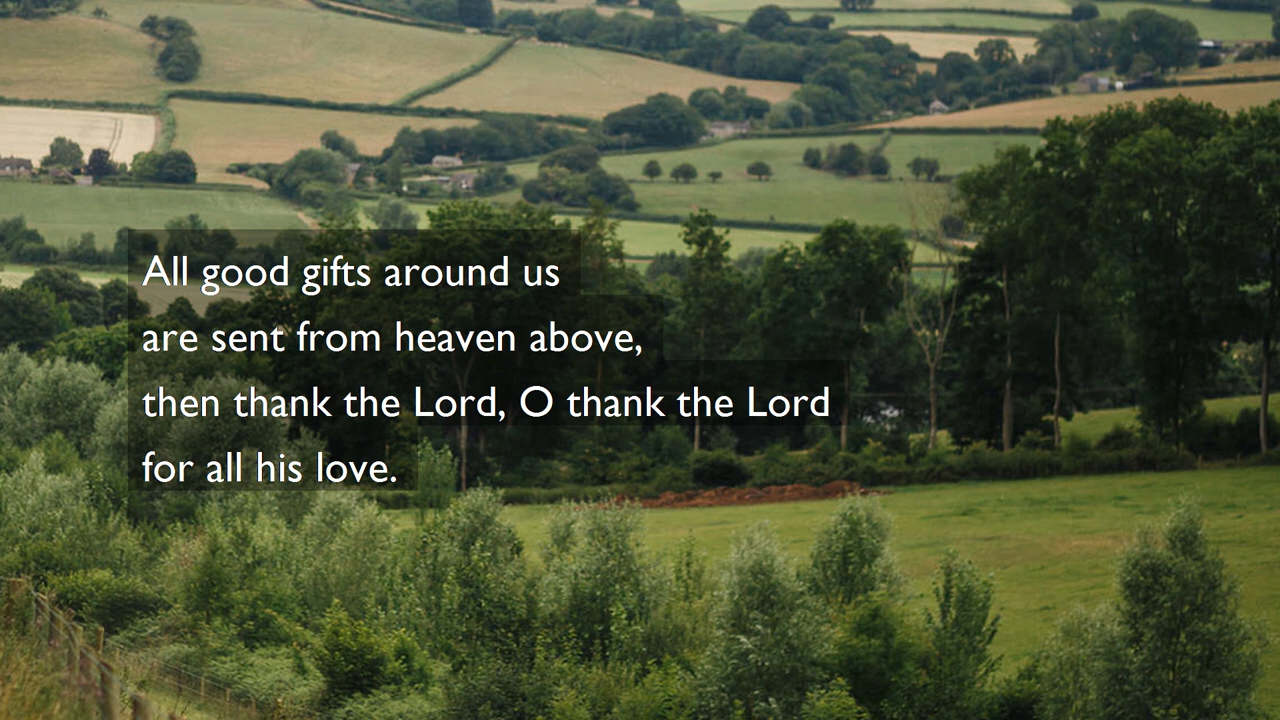 All good gifts around us
are sent from heaven above,
then thank the Lord, O thank the Lord
for all his love.